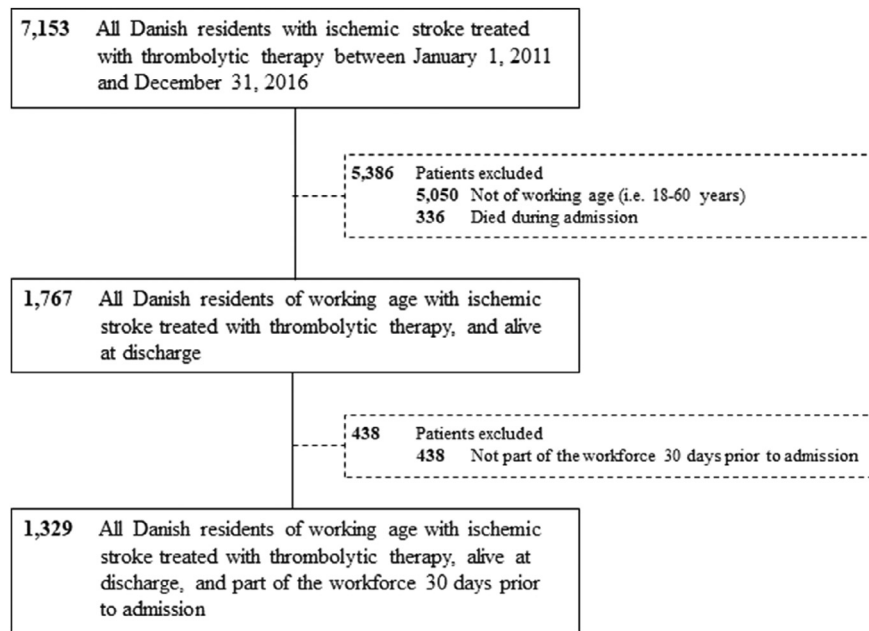 7,153 All Danish residents with ischemic stroke treated
with thrombolytic therapy between January 1, 2011
and December 31, 2016
5,386 Patients excluded
5,050 Not of working age (i.e. 18-60 years)
336 Died during admission
1,767 All Danish residents of working age with ischemic
stroke treated with thrombolytic therapy, and alive
at discharge
438 Patients excluded
438 Not part of the workforce 30 days prior to admission
1,329 All Danish residents of working age with ischemic
stroke treated with thrombolytic therapy, alive at
discharge, and part of the workforce 30 days prior
to admission